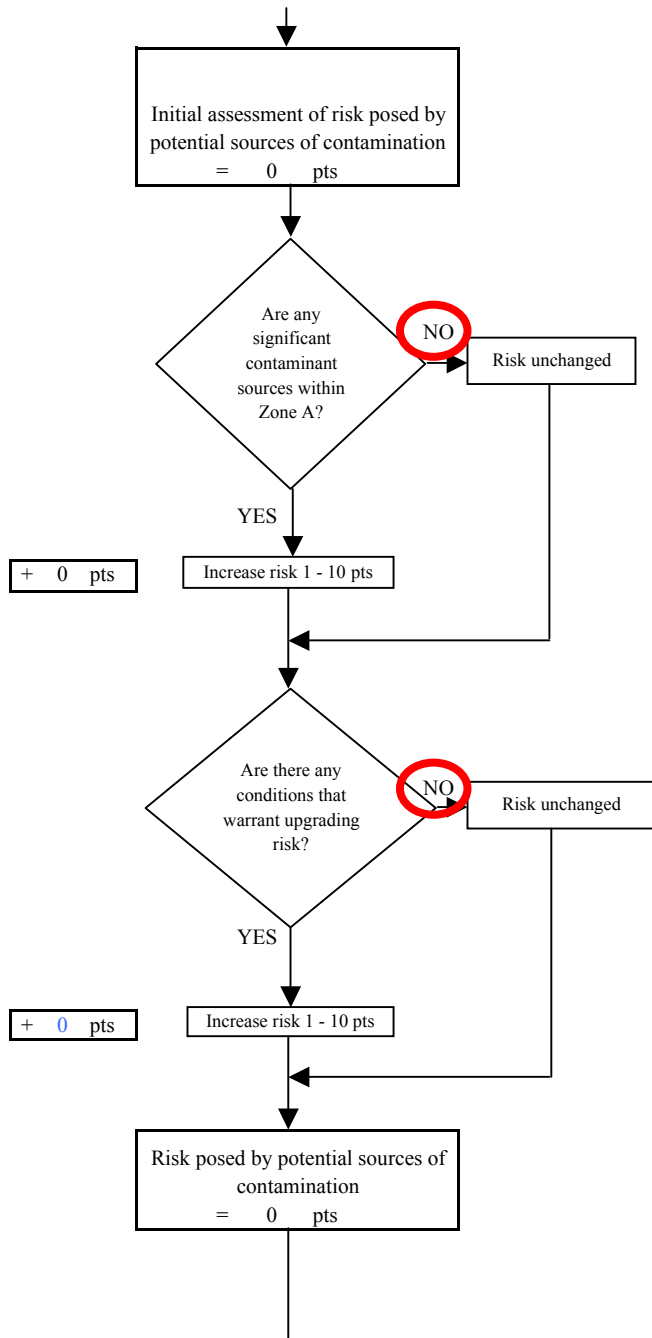 Initial assessment of risk posed by
potential sources of contamination
= 0 pts
Are any
significant
contaminant
sources within
Zone A?
NO
Risk unchanged
YES
+ 0 pts
Increase risk 1 - 10 pts
Are there any
conditions that
warrant upgrading
risk?
NO
Risk unchanged
YES
+ 0 pts
Increase risk 1 - 10 pts
Risk posed by potential sources of
contamination
= 0 pts